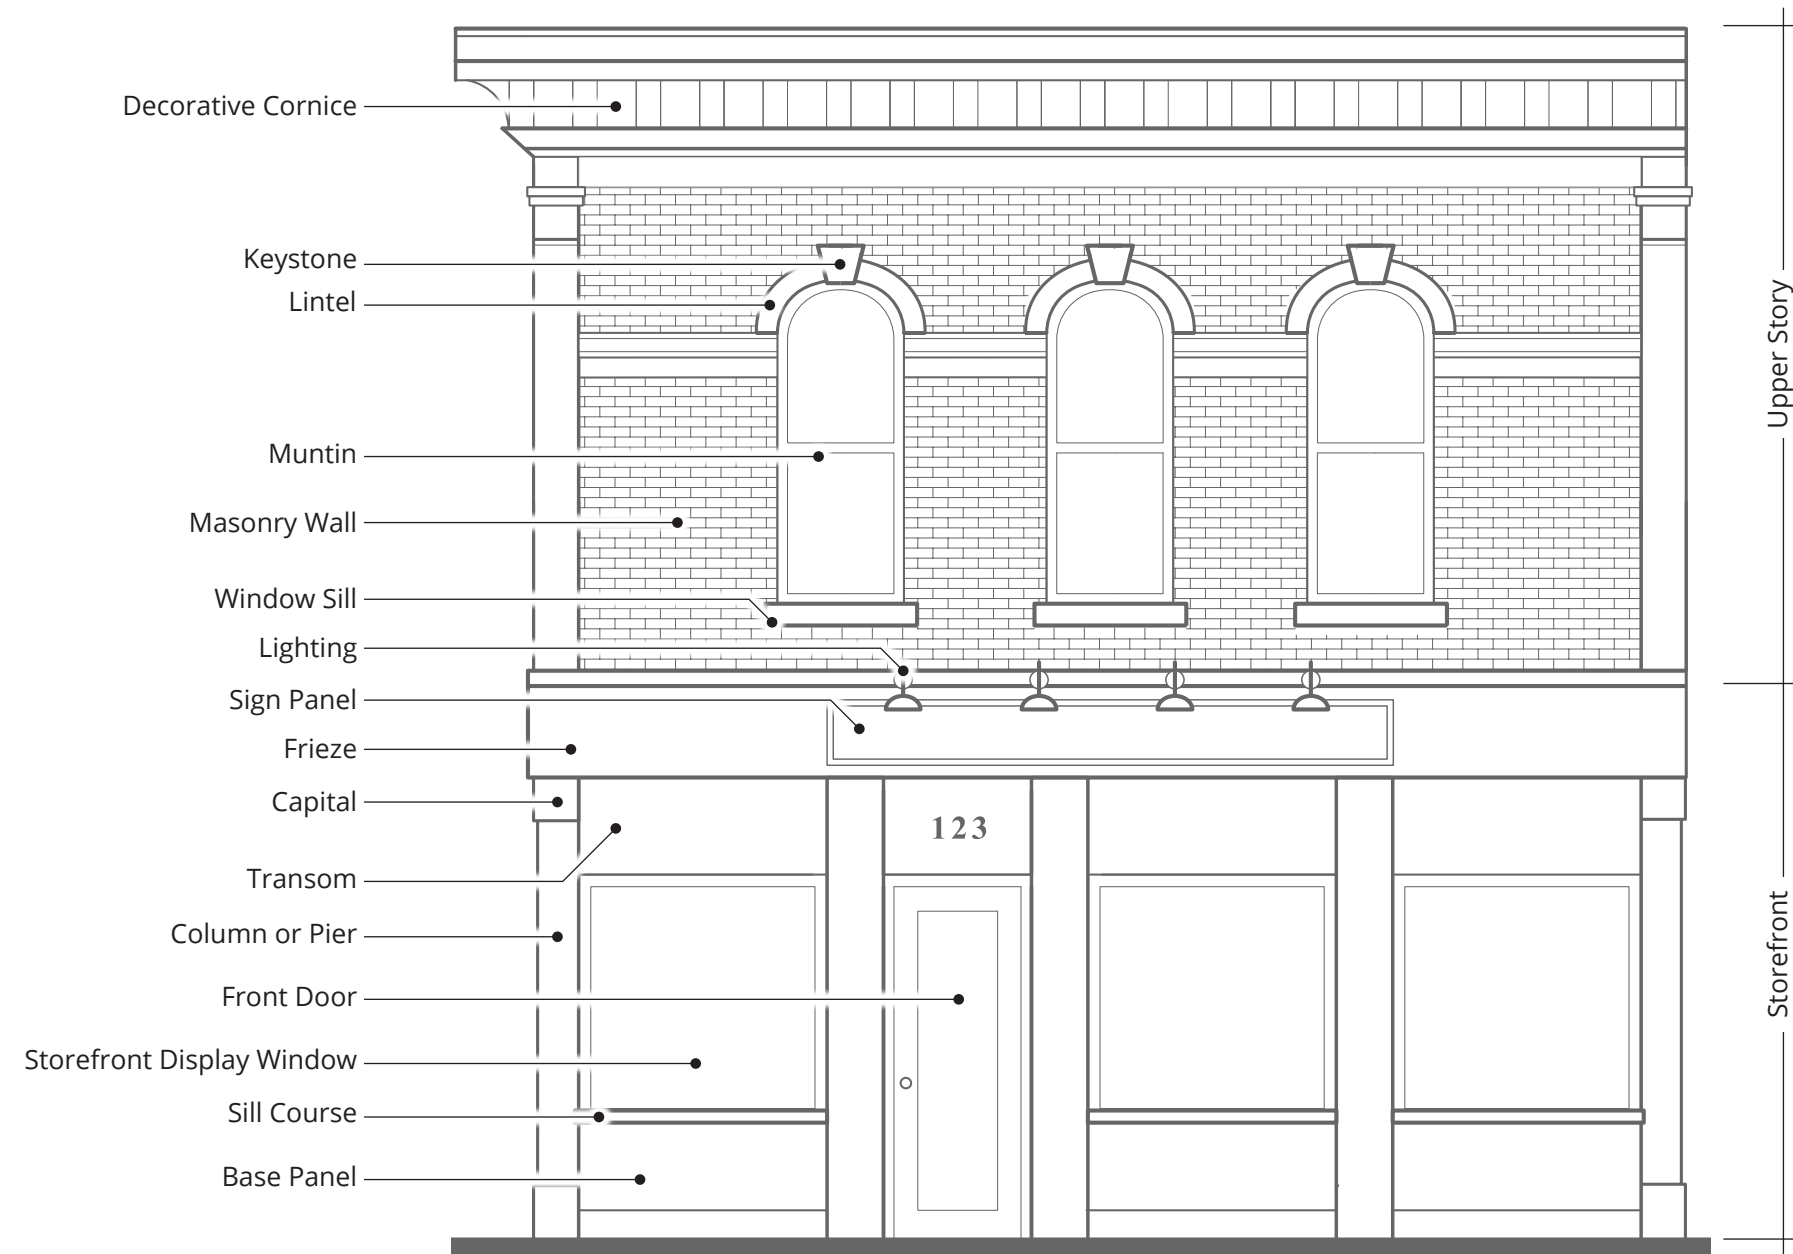 Decorative Cornice
Keystone
Lintel
Muntin
Masonry Wall
Window Sill
Lighting
Sign Panel
Frieze
Capital
Transom
Column or Pier
Front Door
Storefront Display Window
Sill Course
Base Panel
123
Upper Story
Storefront